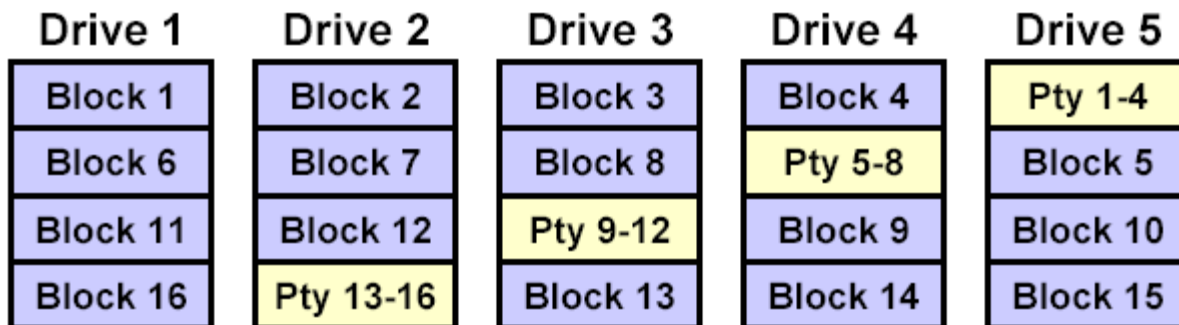 Drive 1 Drive 2 Drive 3 Drive 4 Drive 5
Block 1 Block 2 Block 3 Block 4 Pty 1-4
Block 6 Block 7 Block 8 Pty 5-8 Block 5
Block 11 Block 12 Pty 9-12 Block 9 Block 10
Block 16 Pty 13-16 Block 13 Block 14 Block 15